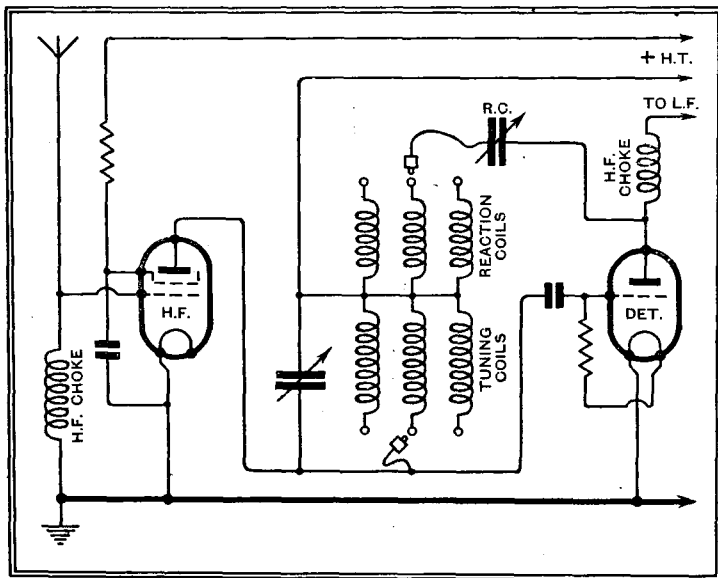 + H.T.
R.C.
TO L.F.
H.F.
CHOKE
REACTION
COILS
H.F.
DET.
TUNING
COILS
H.F. CHOKE